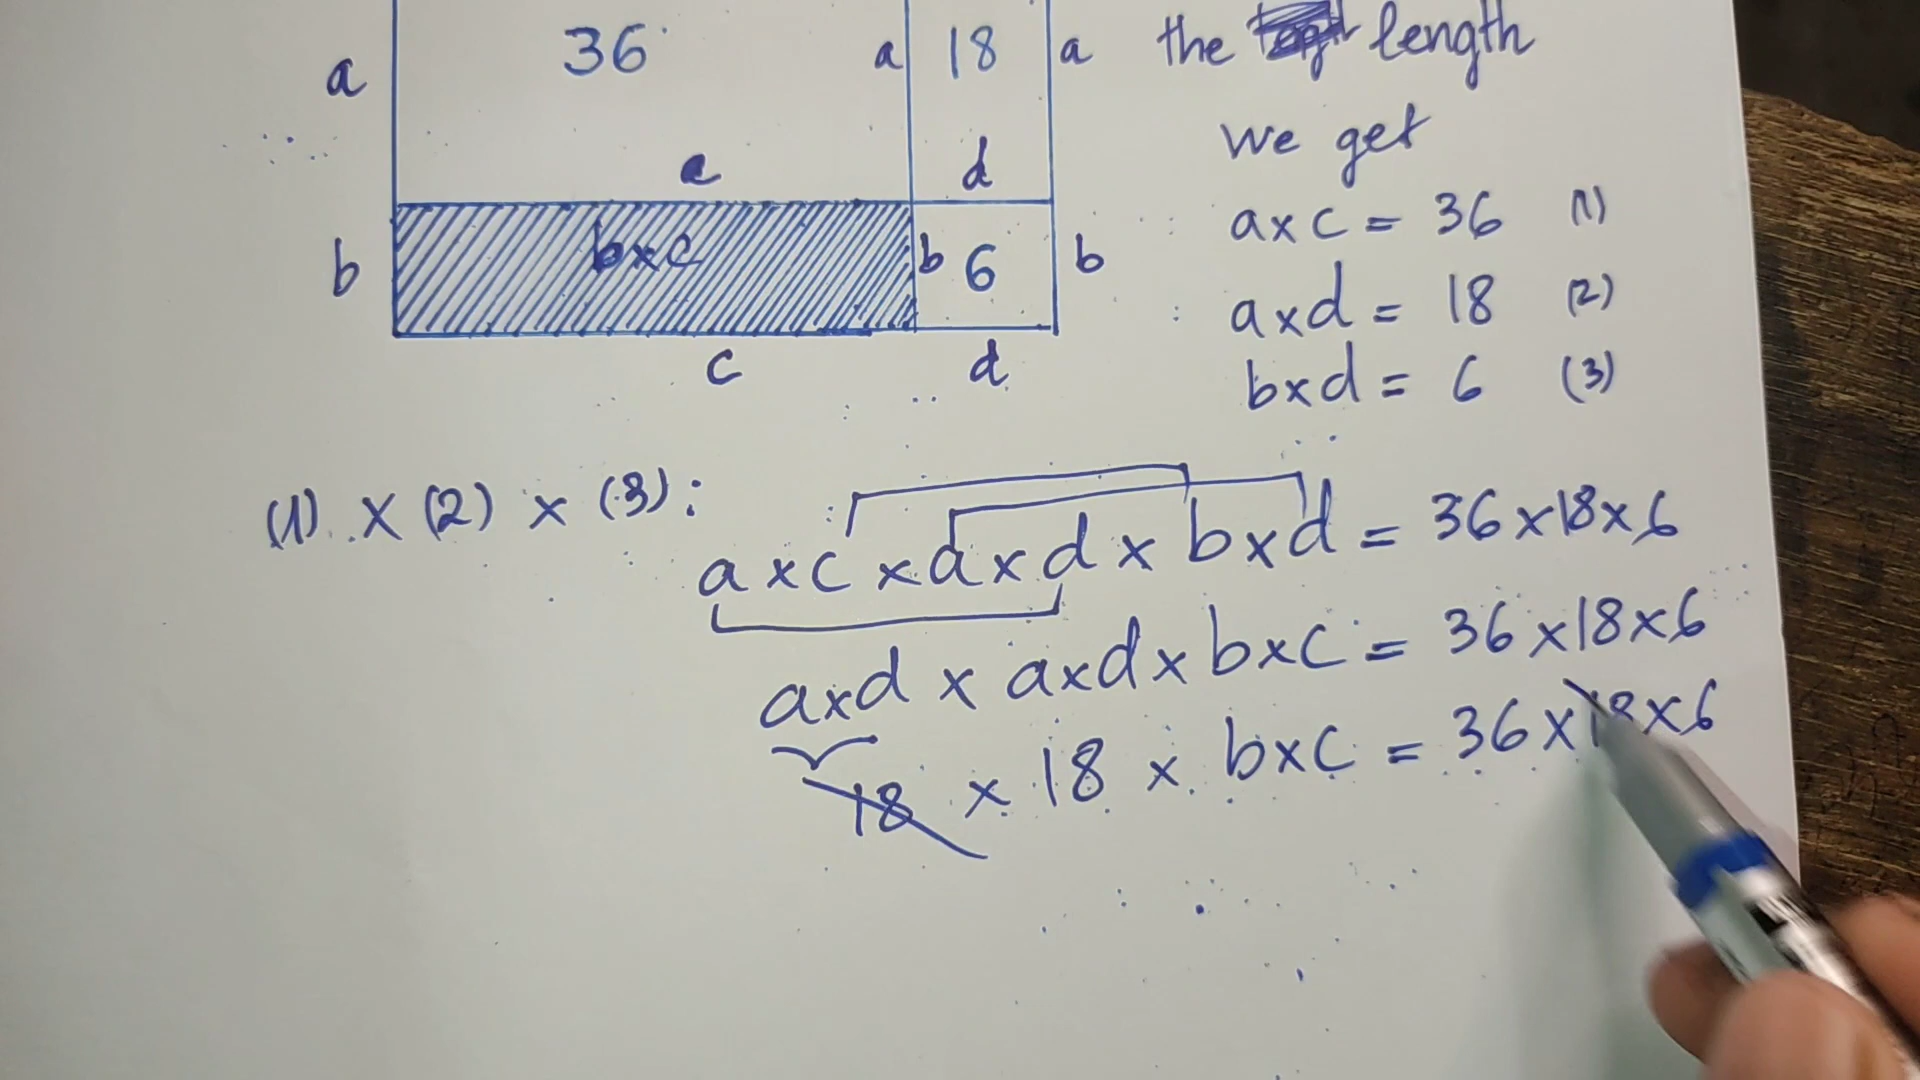 a 36 a 18 a
the length
we get
c d
a×c = 36 (1)
b b×c b 6 b
a×d = 18 (2)
c d
b×d = 6 (3)
(1) × (2) × (3):
a×c×a×d×b×d = 36×18×6
a×d × a×d × b×c = 36×18×6
18 × 18 × b×c = 36×18×6